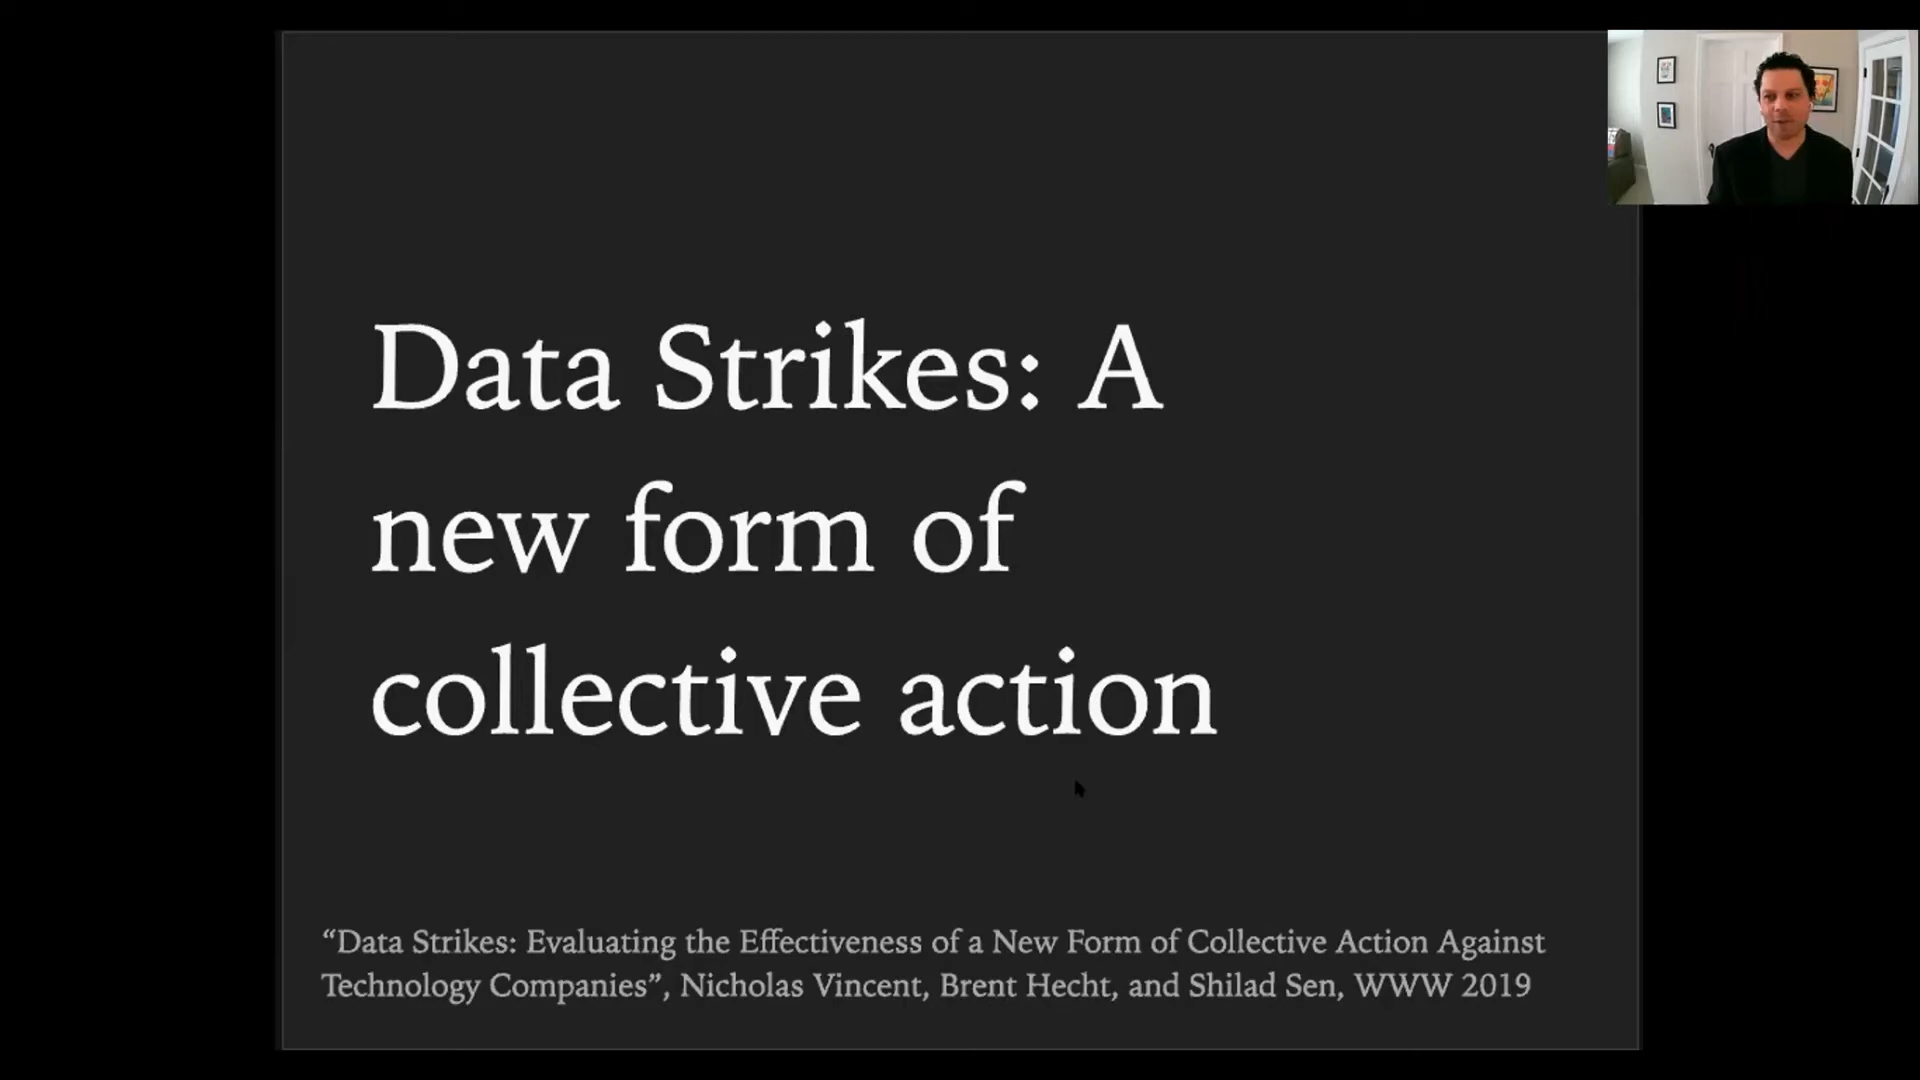 Data Strikes: A
new form of
collective action
“Data Strikes: Evaluating the Effectiveness of a New Form of Collective Action Against
Technology Companies”, Nicholas Vincent, Brent Hecht, and Shilad Sen, WWW 2019